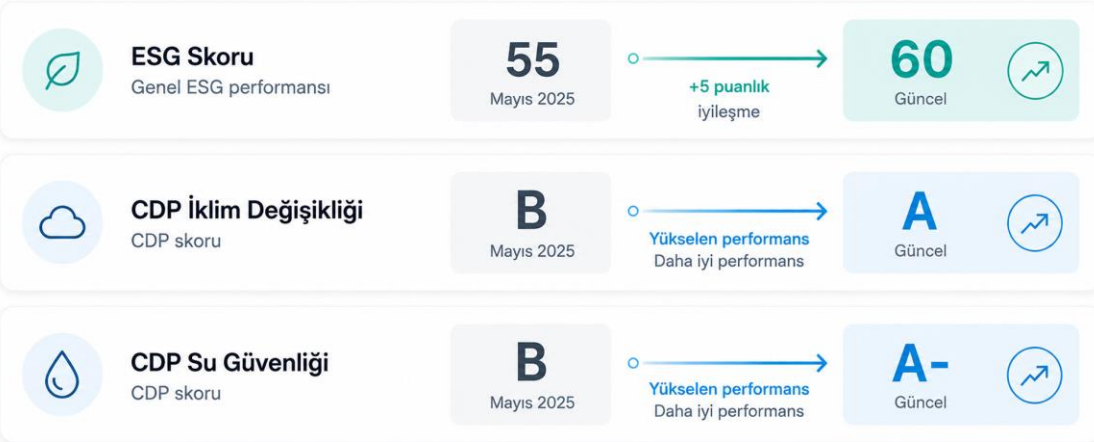 ESG Skoru
Genel ESG performansı
55
Mayıs 2025
+5 puanlık
iyileşme
60
Güncel
CDP İklim Değişikliği
CDP skoru
B
Mayıs 2025
Yükselen performans
Daha iyi performans
A
Güncel
CDP Su Güvenliği
CDP skoru
B
Mayıs 2025
Yükselen performans
Daha iyi performans
A-
Güncel